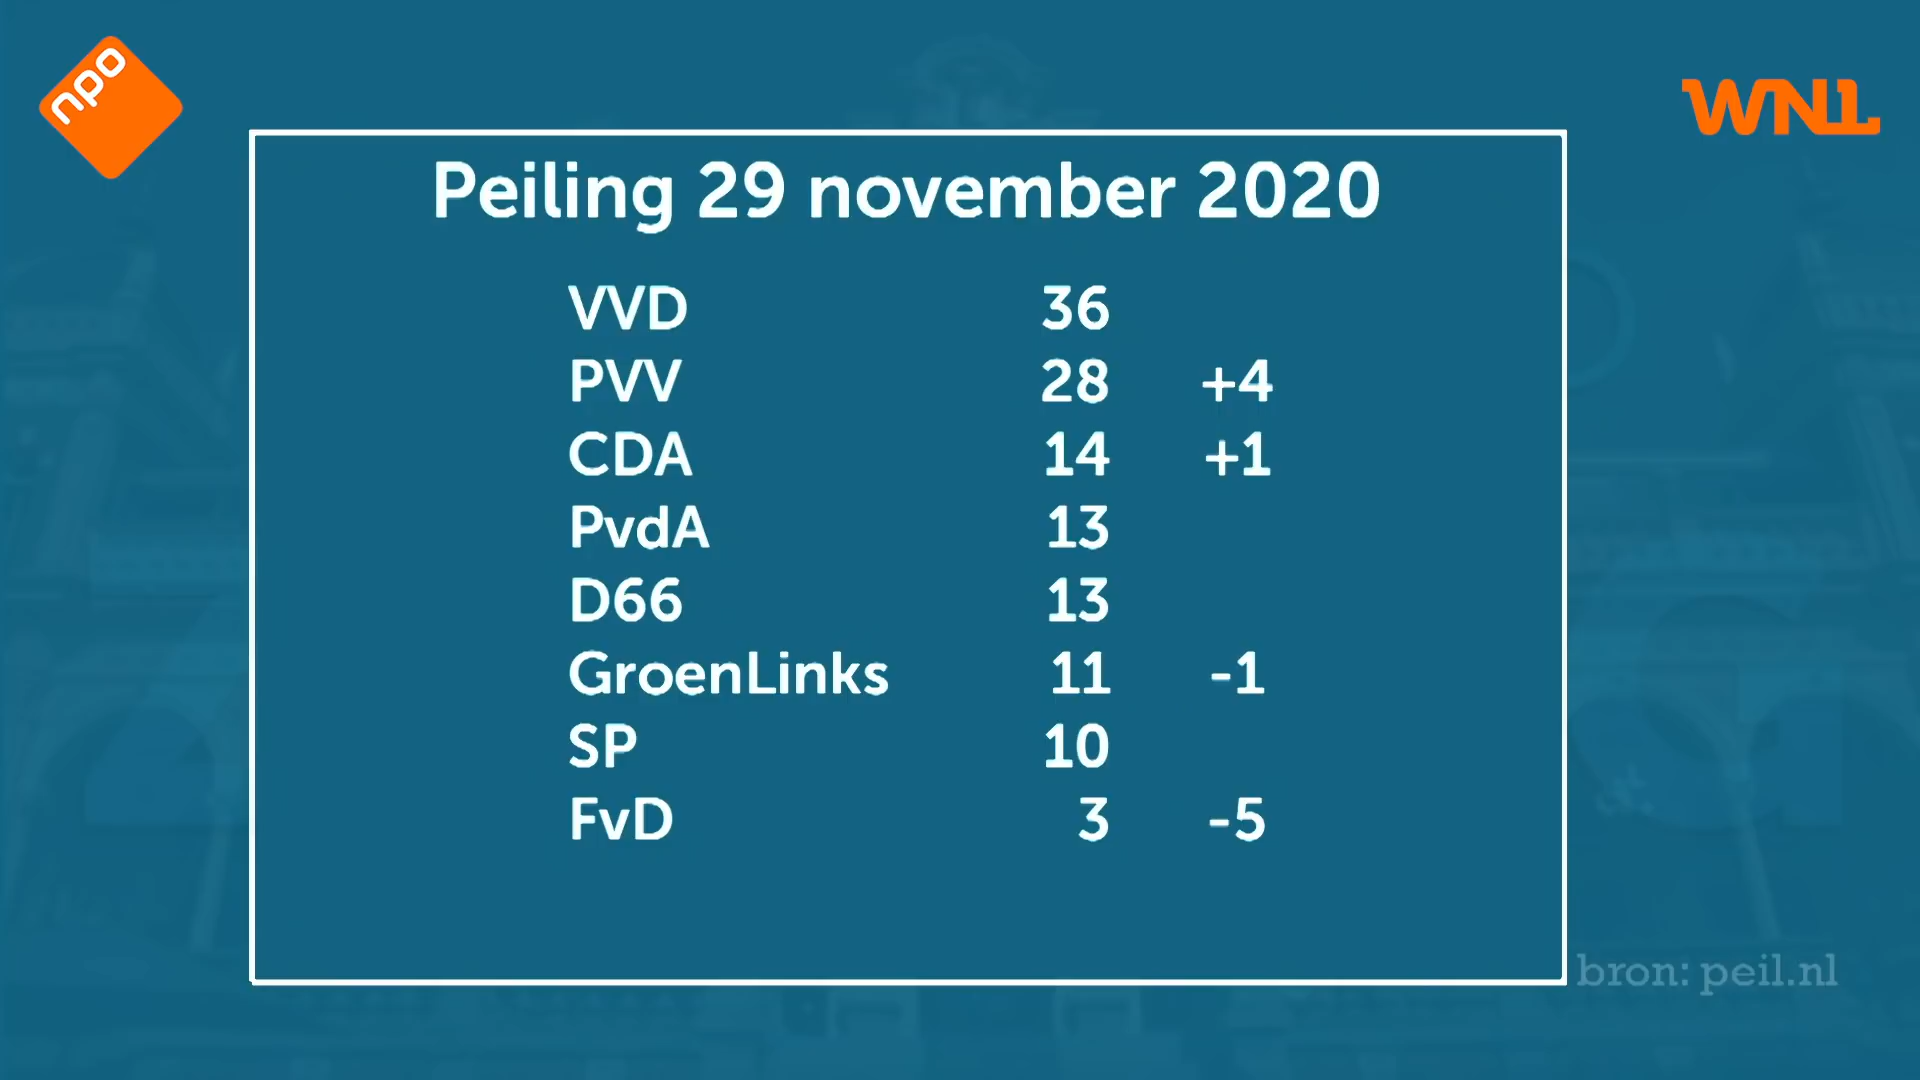 npo
WNL
Peiling 29 november 2020
VVD 36
PVV 28 +4
CDA 14 +1
PvdA 13
D66 13
GroenLinks 11 -1
SP 10
FvD 3 -5
bron: peil.nl